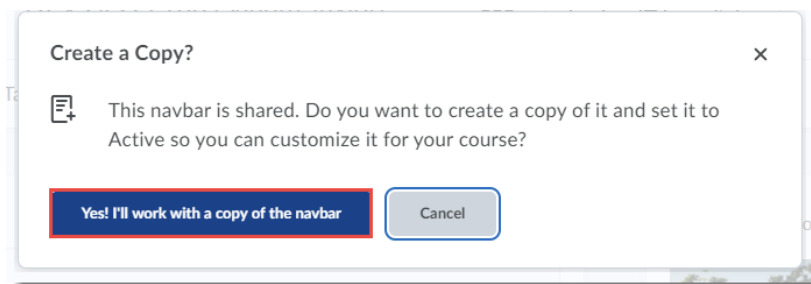 Create a Copy?
This navbar is shared. Do you want to create a copy of it and set it to
Active so you can customize it for your course?
Yes! I'll work with a copy of the navbar
Cancel